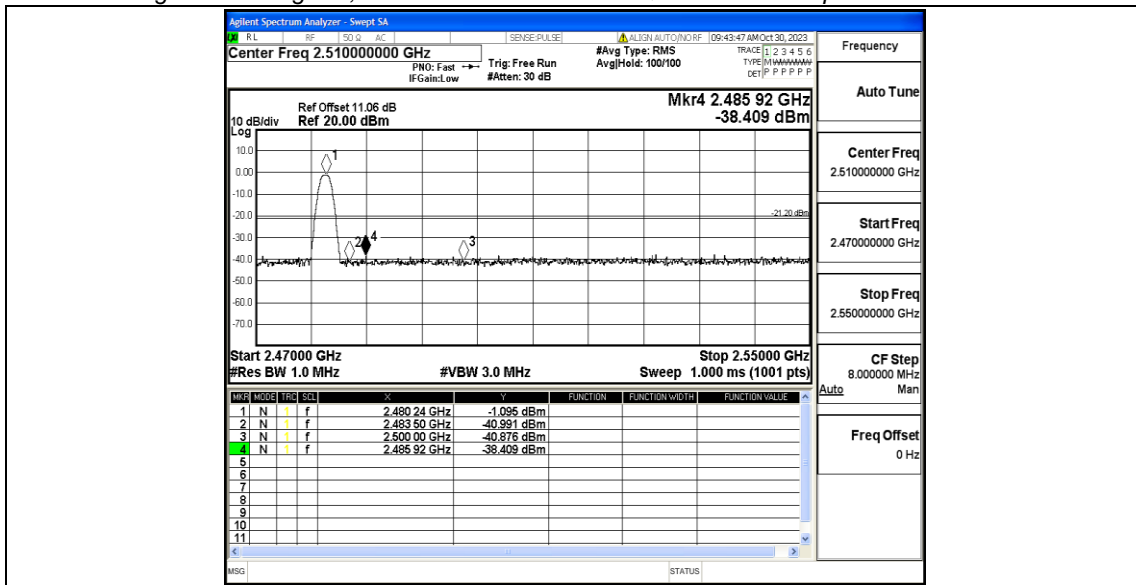 Agilent Spectrum Analyzer - Swept SA
RL RF 50 Ω AC SENSE:PULSE ALIGN AUTO/NO RF 09:43:47 AM Oct 30, 2023
Center Freq 2.510000000 GHz
PNO: Fast
IFGain:Low
Trig: Free Run
#Atten: 30 dB
#Avg Type: RMS
Avg|Hold: 100/100
TRACE 1 2 3 4 5 6
TYPE M
DET P P P P P P
Mkr4 2.485 92 GHz
-38.409 dBm
Ref Offset 11.06 dB
10 dB/div Ref 20.00 dBm
Log
10.0
0.00
-10.0
-20.0
-30.0
-40.0
-50.0
-60.0
-70.0
1
2
4
3
-21.20 dBm
Start 2.47000 GHz Stop 2.55000 GHz
#Res BW 1.0 MHz #VBW 3.0 MHz Sweep 1.000 ms (1001 pts)
MKR MODE TRC SCL X Y FUNCTION FUNCTION WIDTH FUNCTION VALUE
1 N 1 f 2.480 24 GHz -1.095 dBm
2 N 1 f 2.483 50 GHz -40.991 dBm
3 N 1 f 2.500 00 GHz -40.876 dBm
4 N 1 f 2.485 92 GHz -38.409 dBm
5
6
7
8
9
10
11
MSG STATUS
Frequency
Auto Tune
Center Freq
2.510000000 GHz
Start Freq
2.470000000 GHz
Stop Freq
2.550000000 GHz
CF Step
8.000000 MHz
Auto Man
Freq Offset
0 Hz